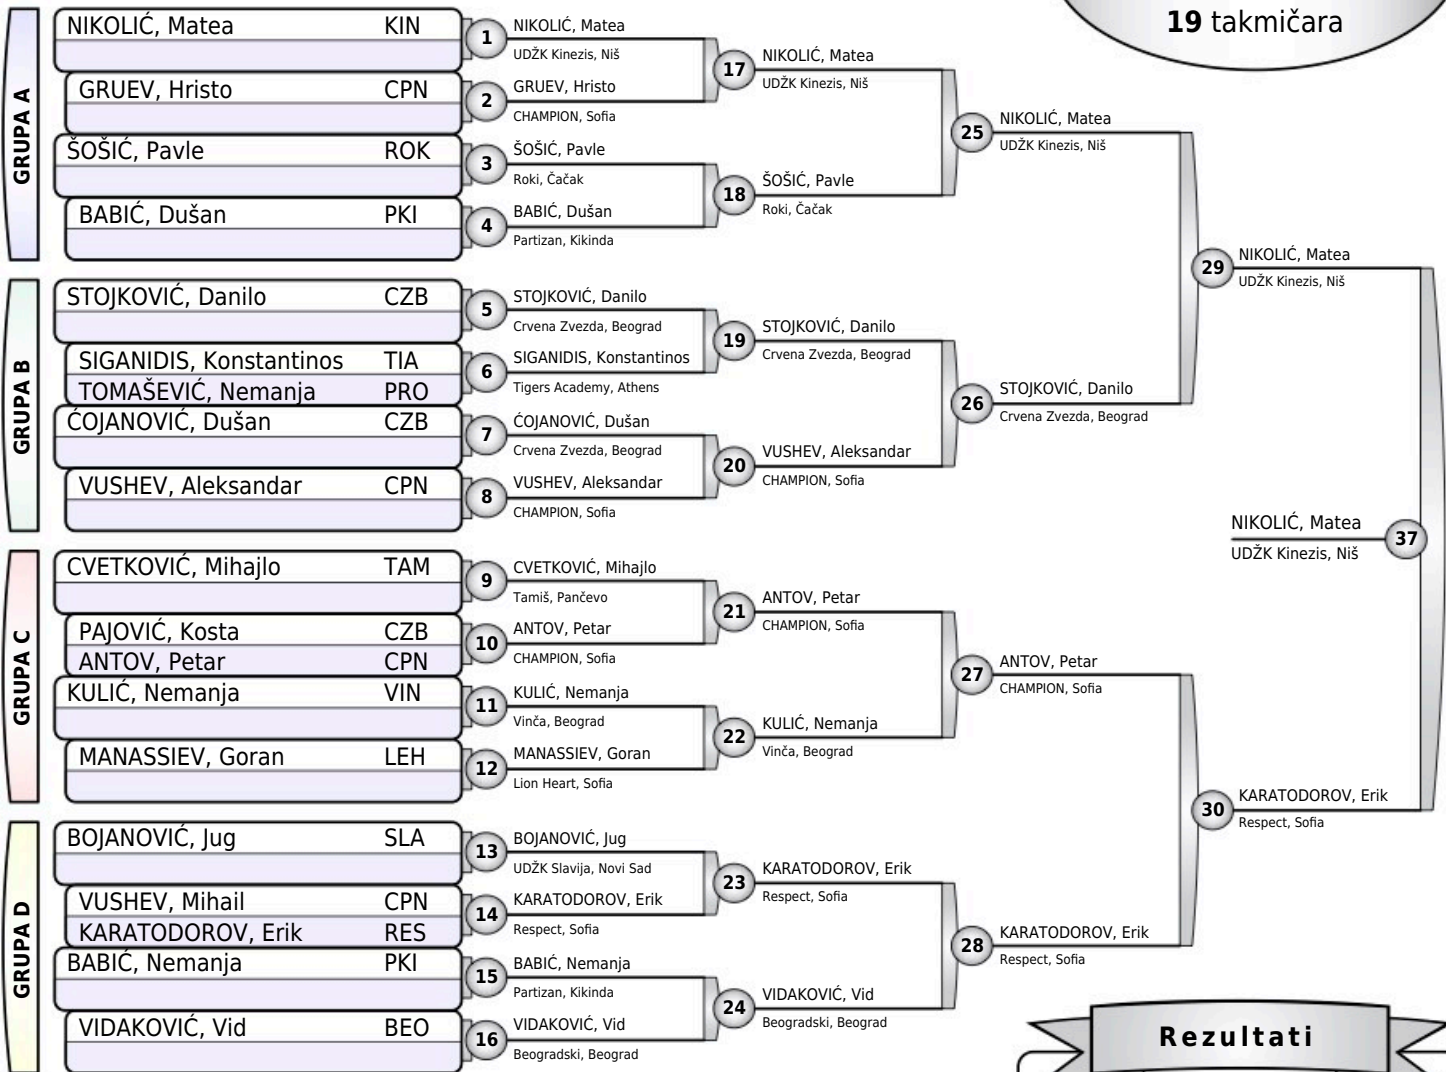 19 takmičara
GRUPA A
NIKOLIĆ, Matea KIN
GRUEV, Hristo CPN
ŠOŠIĆ, Pavle ROK
BABIĆ, Dušan PKI
GRUPA B
STOJKOVIĆ, Danilo CZB
SIGANIDIS, Konstantinos TIA
TOMAŠEVIĆ, Nemanja PRO
ĆOJANOVIĆ, Dušan CZB
VUSHEV, Aleksandar CPN
GRUPA C
CVETKOVIĆ, Mihajlo TAM
PAJOVIĆ, Kosta CZB
ANTOV, Petar CPN
KULIĆ, Nemanja VIN
MANASSIEV, Goran LEH
GRUPA D
BOJANOVIĆ, Jug SLA
VUSHEV, Mihail CPN
KARATODOROV, Erik RES
BABIĆ, Nemanja PKI
VIDAKOVIĆ, Vid BEO
1 NIKOLIĆ, Matea
UDŽK Kinezis, Niš
2 GRUEV, Hristo
CHAMPION, Sofia
3 ŠOŠIĆ, Pavle
Roki, Čačak
4 BABIĆ, Dušan
Partizan, Kikinda
5 STOJKOVIĆ, Danilo
Crvena Zvezda, Beograd
6 SIGANIDIS, Konstantinos
Tigers Academy, Athens
7 ĆOJANOVIĆ, Dušan
Crvena Zvezda, Beograd
8 VUSHEV, Aleksandar
CHAMPION, Sofia
9 CVETKOVIĆ, Mihajlo
Tamiš, Pančevo
10 ANTOV, Petar
CHAMPION, Sofia
11 KULIĆ, Nemanja
Vinča, Beograd
12 MANASSIEV, Goran
Lion Heart, Sofia
13 BOJANOVIĆ, Jug
UDŽK Slavija, Novi Sad
14 KARATODOROV, Erik
Respect, Sofia
15 BABIĆ, Nemanja
Partizan, Kikinda
16 VIDAKOVIĆ, Vid
Beogradski, Beograd
17 NIKOLIĆ, Matea
UDŽK Kinezis, Niš
18 ŠOŠIĆ, Pavle
Roki, Čačak
19 STOJKOVIĆ, Danilo
Crvena Zvezda, Beograd
20 VUSHEV, Aleksandar
CHAMPION, Sofia
21 ANTOV, Petar
CHAMPION, Sofia
22 KULIĆ, Nemanja
Vinča, Beograd
23 KARATODOROV, Erik
Respect, Sofia
24 VIDAKOVIĆ, Vid
Beogradski, Beograd
25 NIKOLIĆ, Matea
UDŽK Kinezis, Niš
26 STOJKOVIĆ, Danilo
Crvena Zvezda, Beograd
27 ANTOV, Petar
CHAMPION, Sofia
28 KARATODOROV, Erik
Respect, Sofia
29 NIKOLIĆ, Matea
UDŽK Kinezis, Niš
30 KARATODOROV, Erik
Respect, Sofia
NIKOLIĆ, Matea 37
UDŽK Kinezis, Niš
Rezultati